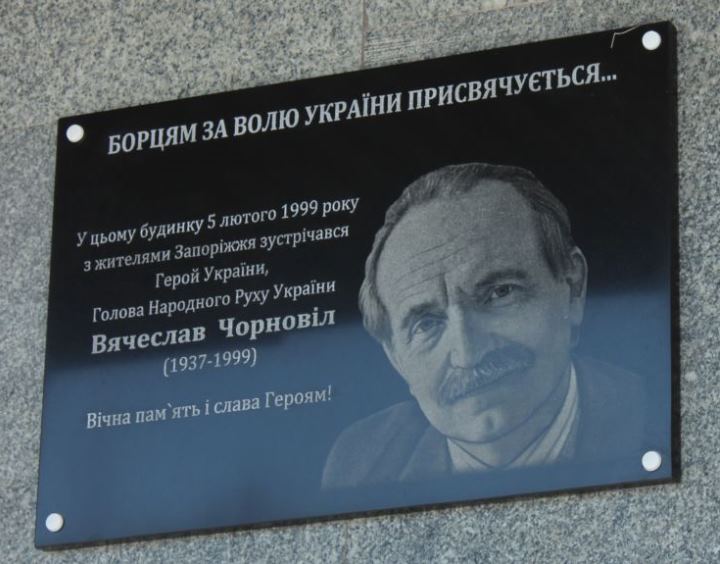 БОРЦЯМ ЗА ВОЛЮ УКРАЇНИ ПРИСВЯЧУЄТЬСЯ...
У цьому будинку 5 лютого 1999 року
з жителями Запоріжжя зустрічався
Герой України,
Голова Народного Руху України
Вячеслав Чорновіл
(1937-1999)
Вічна пам`ять і слава Героям!